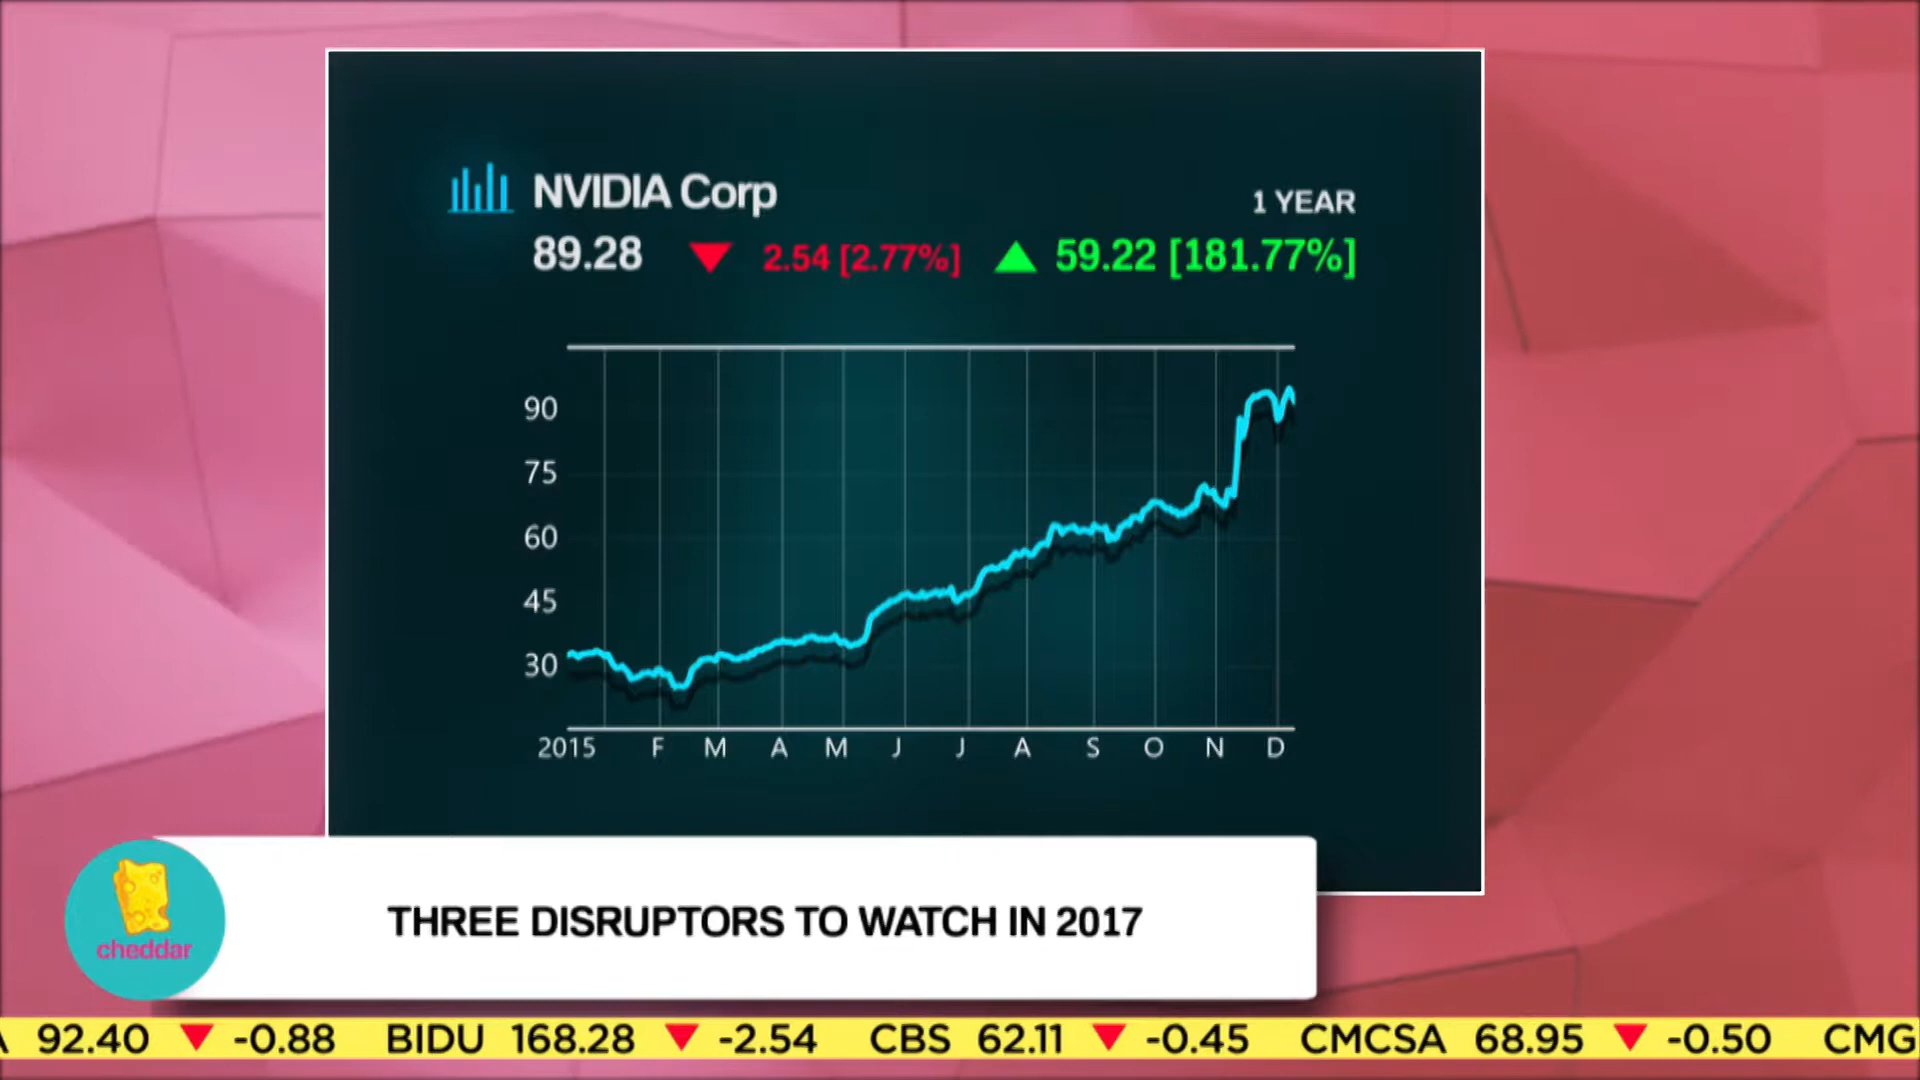 NVIDIA Corp
1 YEAR
89.28 2.54 [2.77%] 59.22 [181.77%]
90
75
60
45
30
2015 F M A M J J A S O N D
cheddar
THREE DISRUPTORS TO WATCH IN 2017
92.40 -0.88 BIDU 168.28 -2.54 CBS 62.11 -0.45 CMCSA 68.95 -0.50 CMG